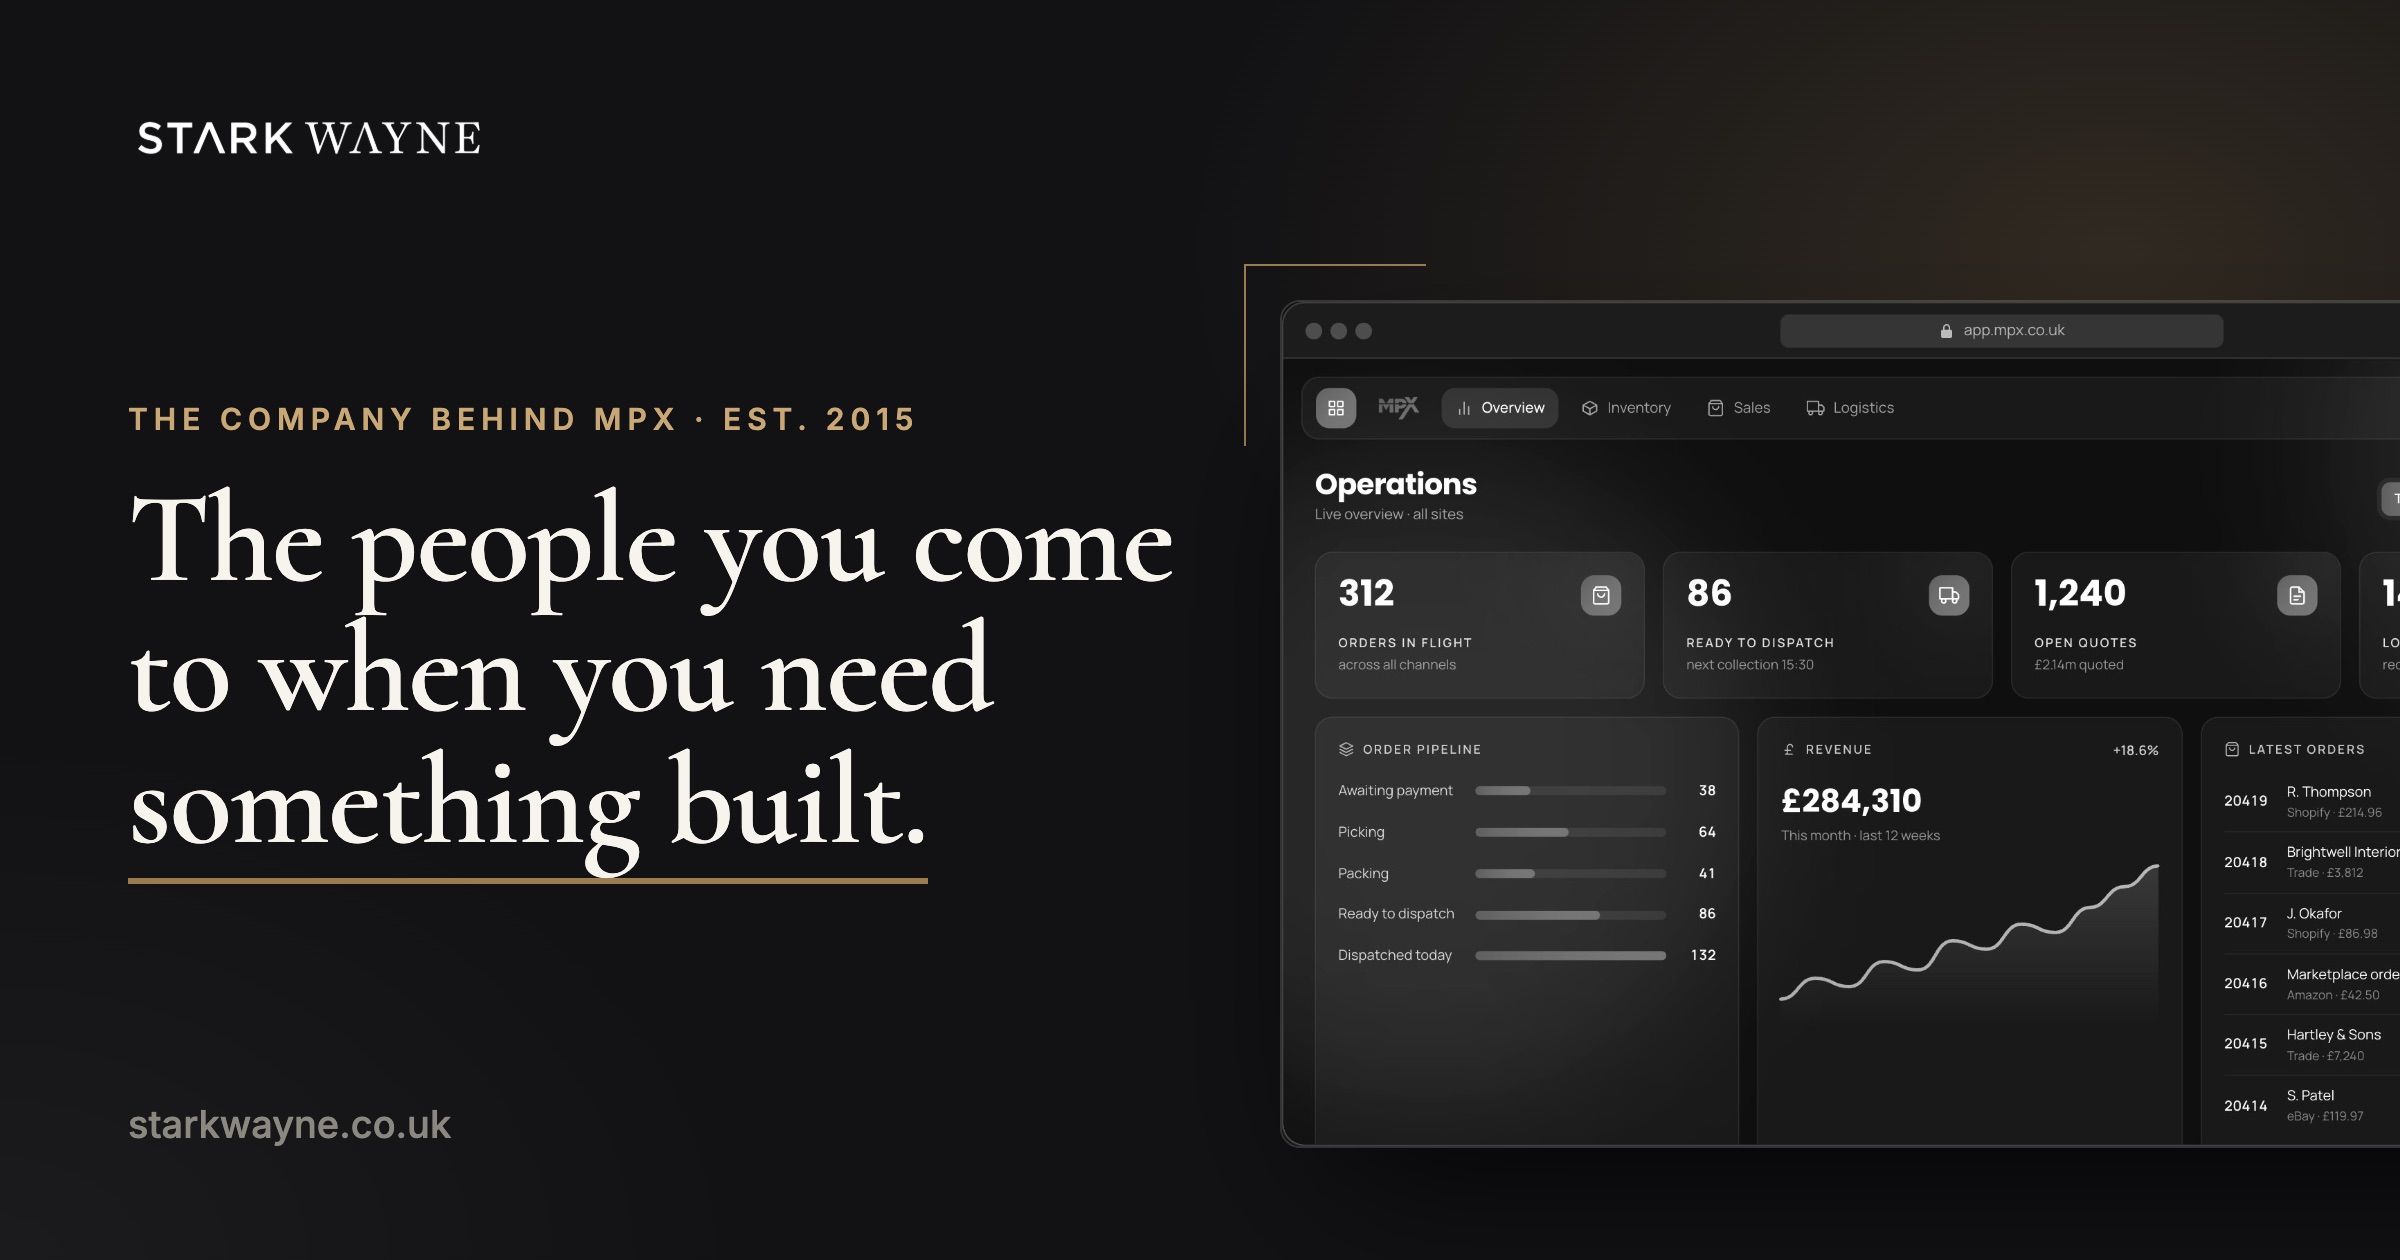 STARK WAYNE
THE COMPANY BEHIND MPX · EST. 2015
The people you come
to when you need
something built.
starkwayne.co.uk
app.mpx.co.uk
MPX
Overview
Inventory
Sales
Logistics
Operations
Live overview · all sites
312
ORDERS IN FLIGHT
across all channels
86
READY TO DISPATCH
next collection 15:30
1,240
OPEN QUOTES
£2.14m quoted
ORDER PIPELINE
Awaiting payment 38
Picking 64
Packing 41
Ready to dispatch 86
Dispatched today 132
£ REVENUE +18.6%
£284,310
This month · last 12 weeks
LATEST ORDERS
20419 R. Thompson
Shopify · £214.96
20418 Brightwell Interior
Trade · £3,812
20417 J. Okafor
Shopify · £86.98
20416 Marketplace orde
Amazon · £42.50
20415 Hartley & Sons
Trade · £7,240
20414 S. Patel
eBay · £119.97